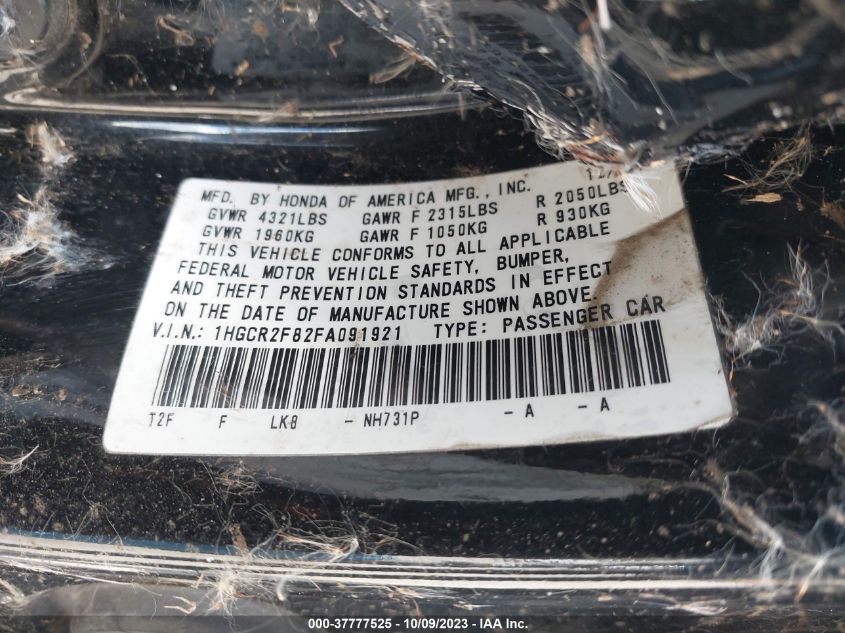 MFD. BY HONDA OF AMERICA MFG., INC.
GVWR 4321LBS GAWR F 2315LBS R 2050LBS
GVWR 1960KG GAWR F 1050KG R 930KG
THIS VEHICLE CONFORMS TO ALL APPLICABLE
FEDERAL MOTOR VEHICLE SAFETY, BUMPER,
AND THEFT PREVENTION STANDARDS IN EFFECT
ON THE DATE OF MANUFACTURE SHOWN ABOVE.
V.I.N.: 1HGCR2F82FA091921 TYPE: PASSENGER CAR
T2F F LK8 - NH731P -A -A
000-37777525 - 10/09/2023 - IAA Inc.